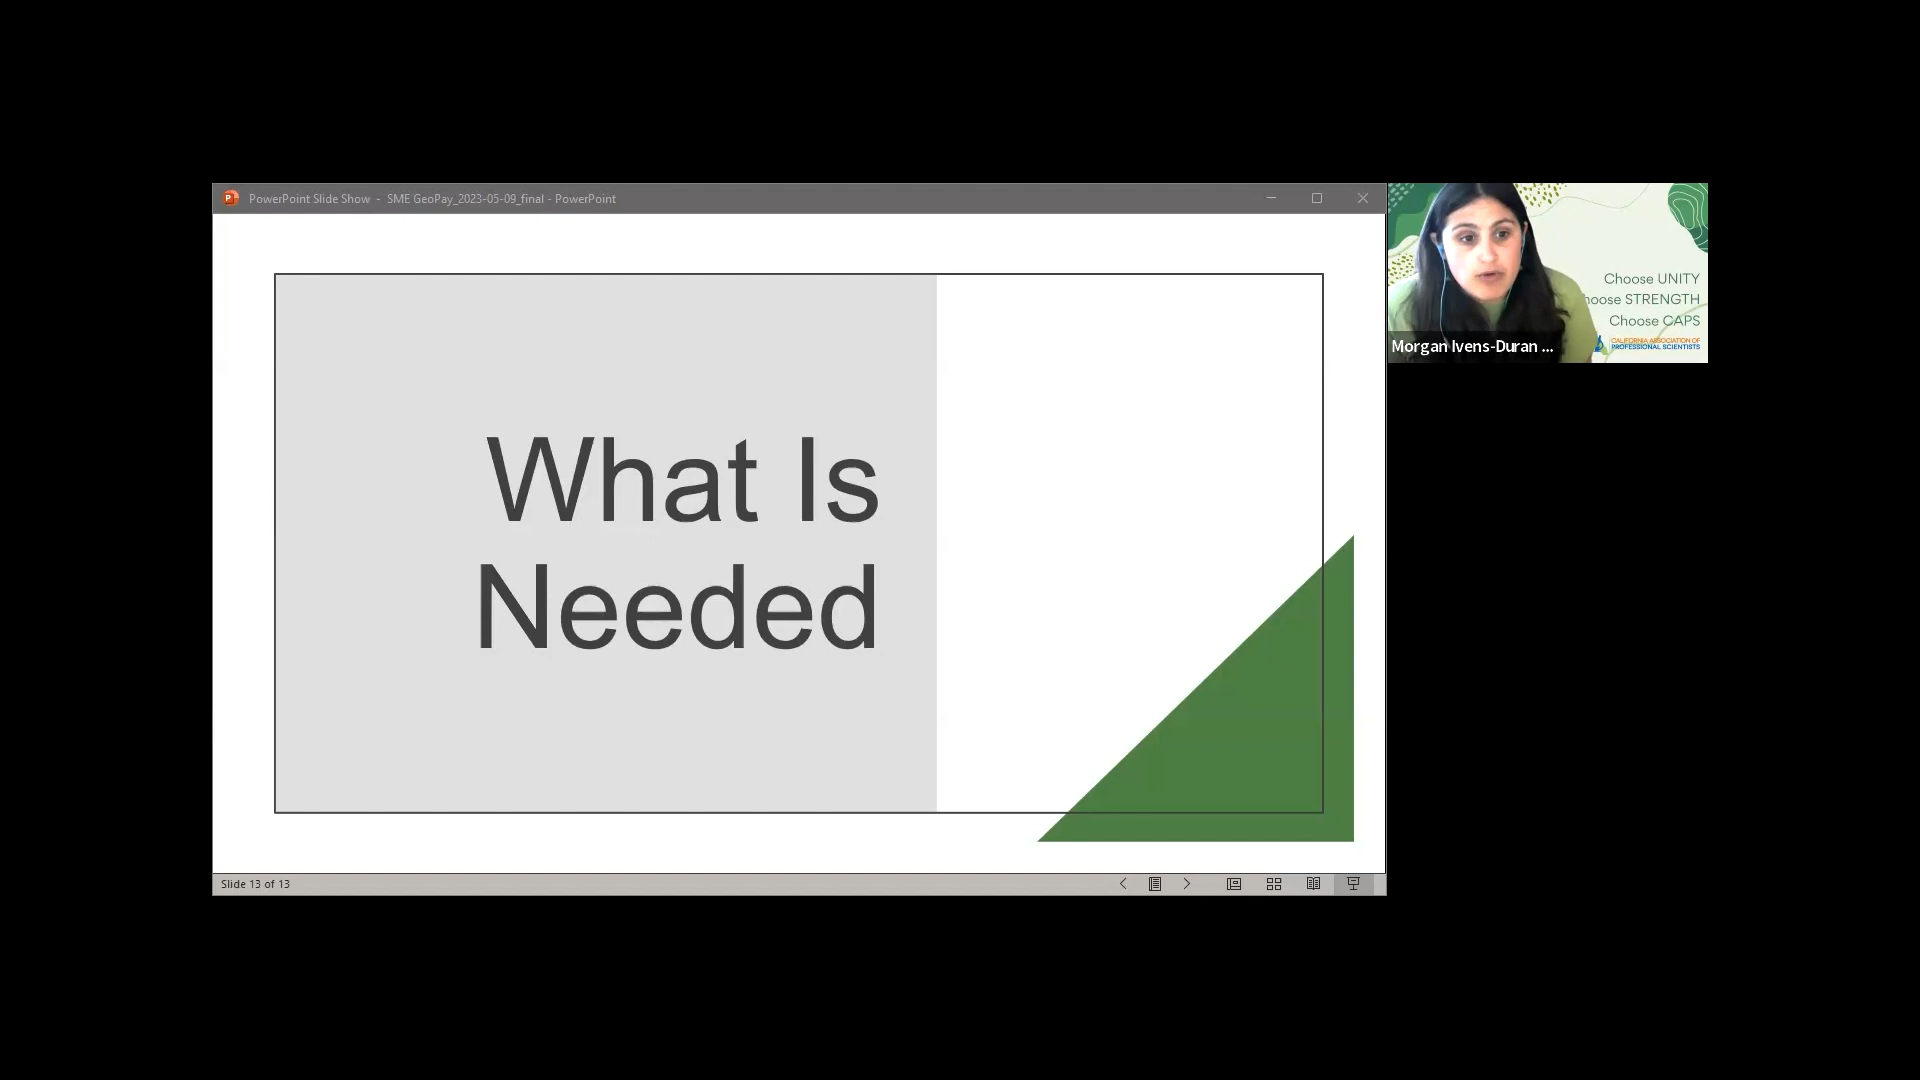 PowerPoint Slide Show - SME GeoPay_2023-05-09_final - PowerPoint
What Is
Needed
Slide 13 of 13
Choose UNITY
hoose STRENGTH
Choose CAPS
CALIFORNIA ASSOCIATION OF
PROFESSIONAL SCIENTISTS
Morgan Ivens-Duran ...